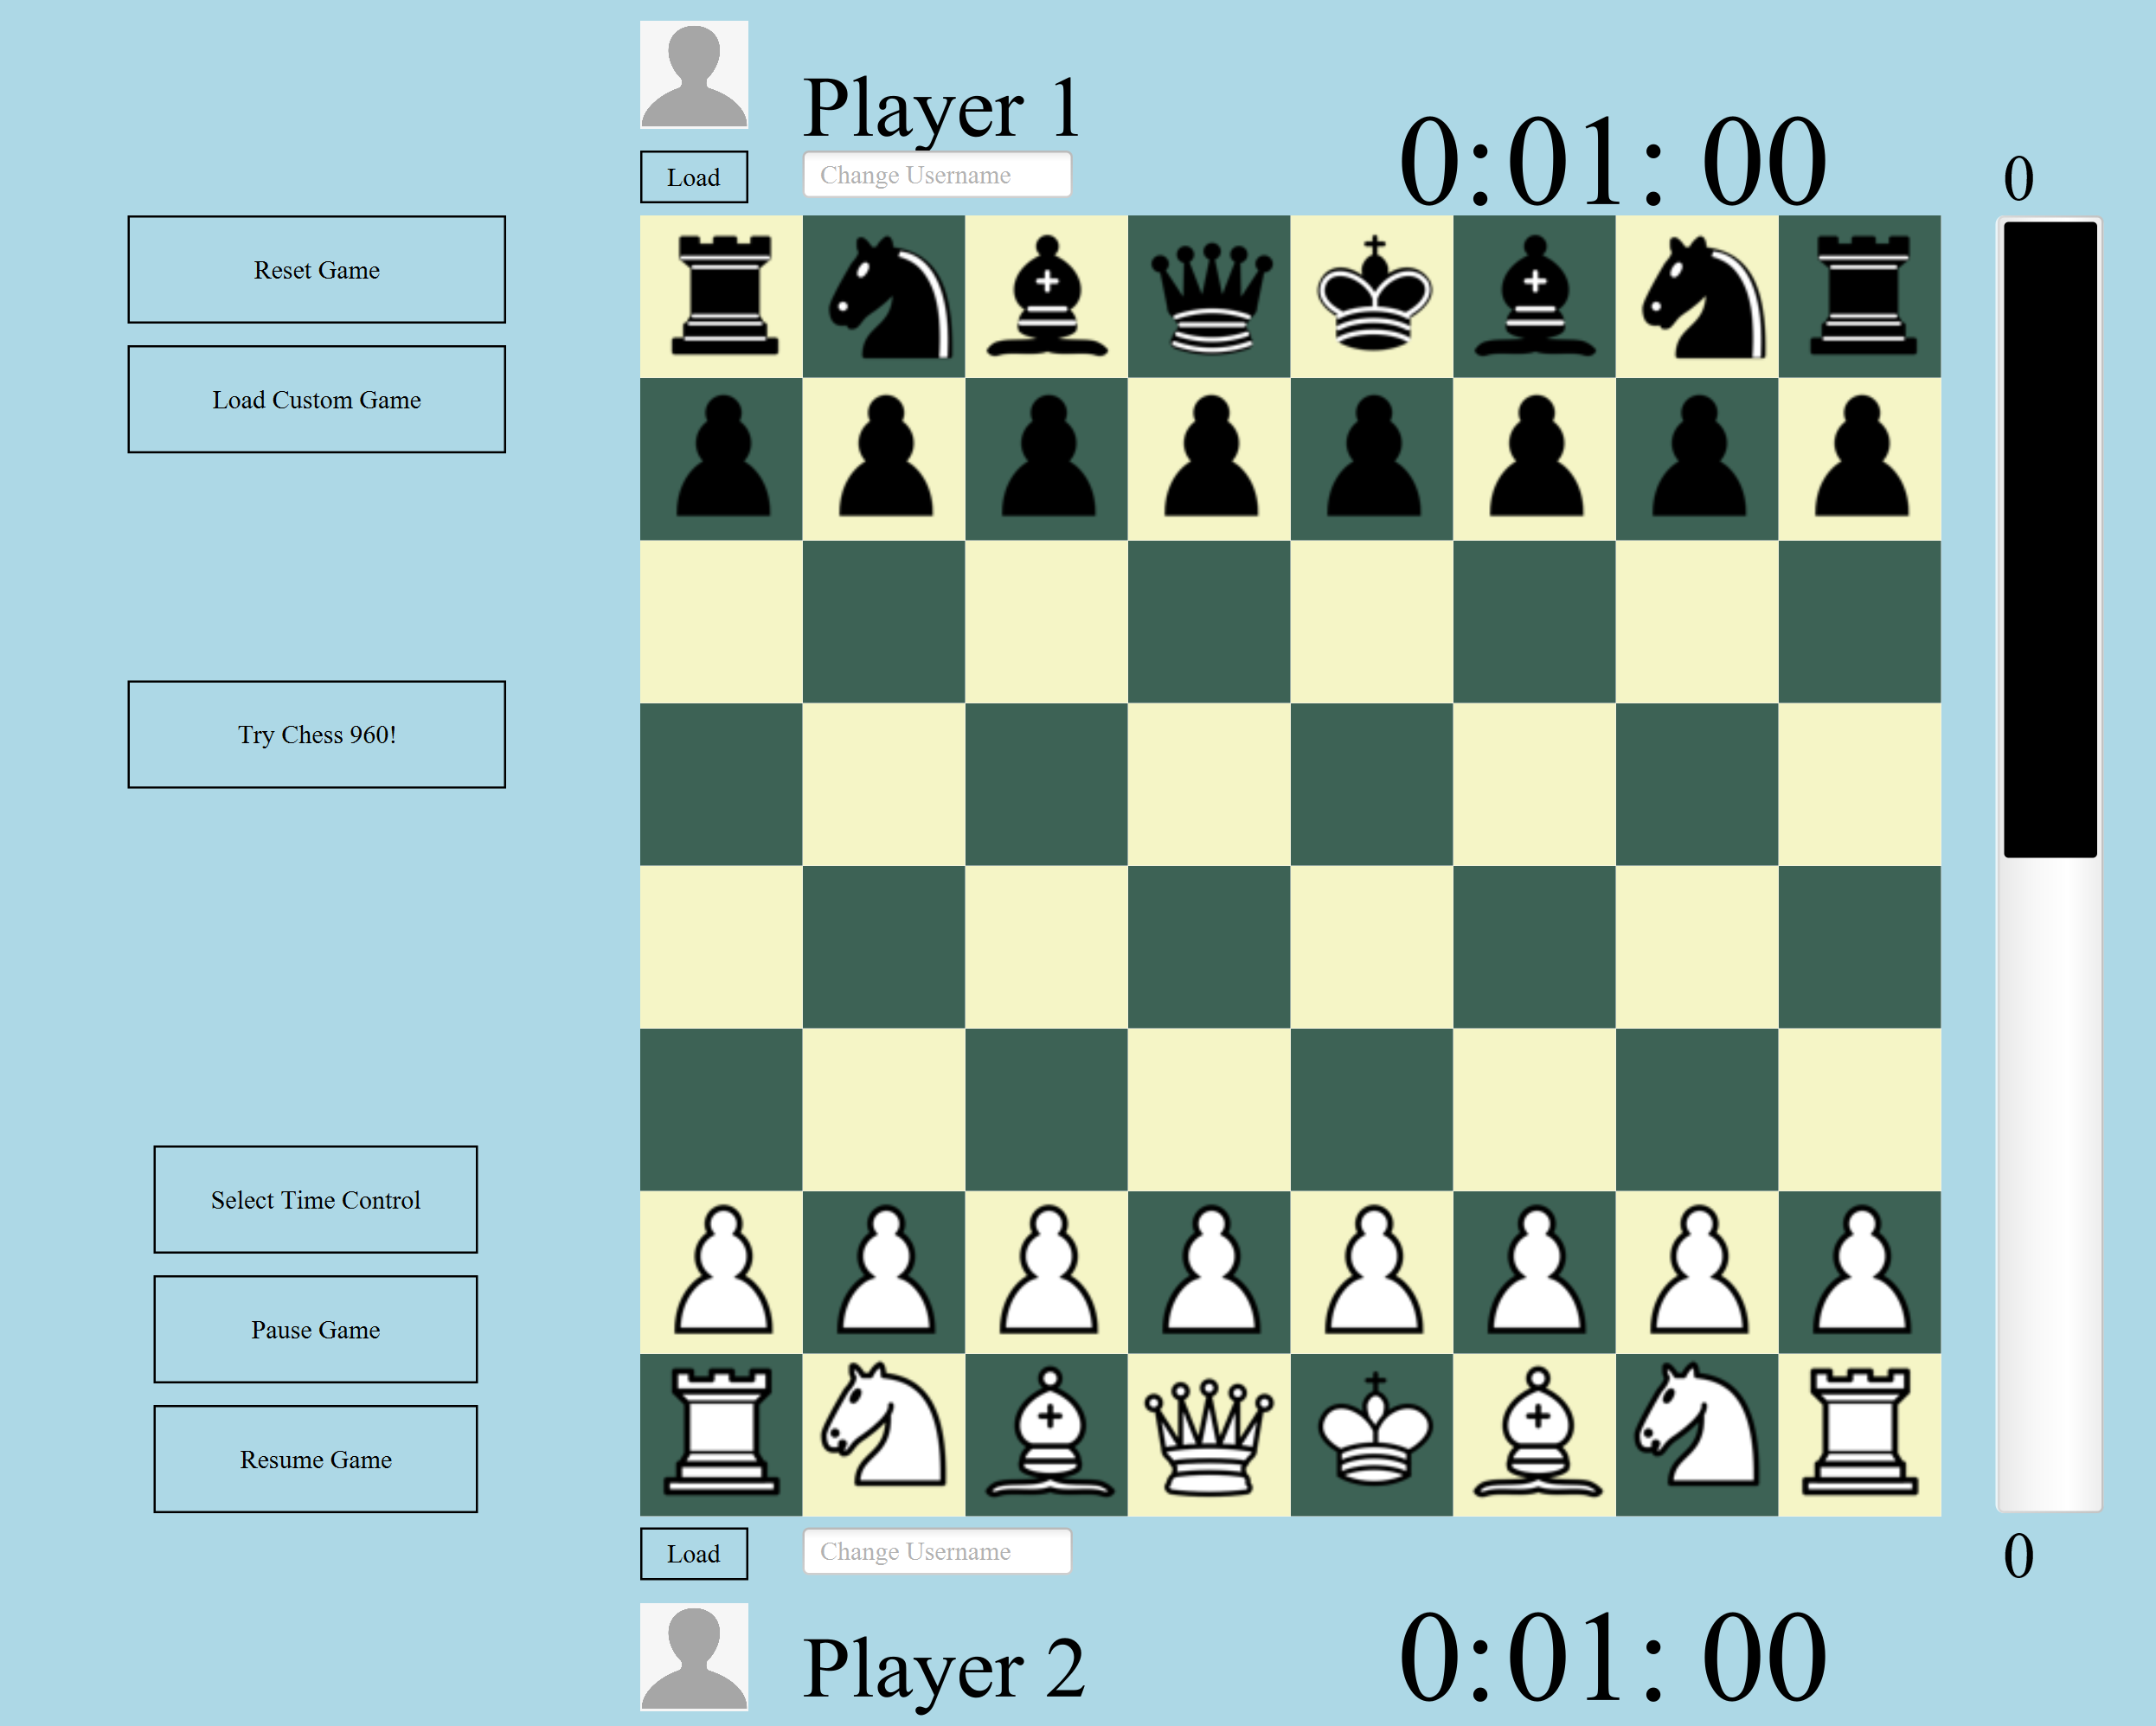 Player 1
0:01: 00
Load
Change Username
0
Reset Game
Load Custom Game
Try Chess 960!
Select Time Control
Pause Game
Resume Game
Load
Change Username
0
Player 2
0:01: 00